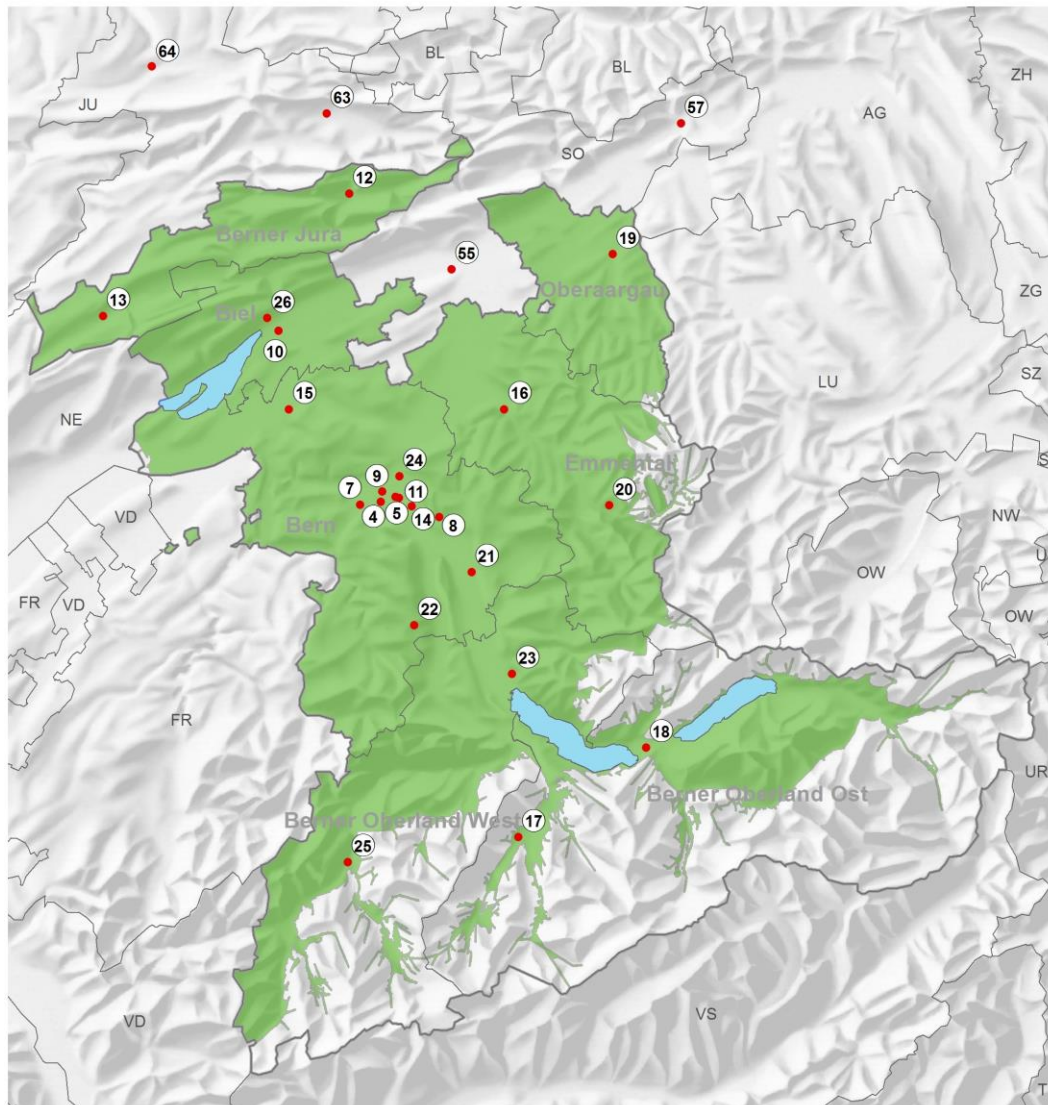 64
BL
BL
ZH
JU
63
57
AG
SO
12
Berner Jura
19
55
Oberaargau
ZG
13
26
Biel
10
LU
SZ
15
16
NE
24
Emmental
S
9
7
11
20
VD
4
5
Bern
14
8
NW
21
U
FR
VD
OW
OW
22
23
FR
18
UR
Berner Oberland Ost
17
Berner Oberland West
25
VS
VD
T